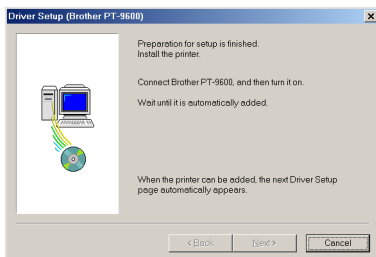 Driver Setup (Brother PT-9600)
Preparation for setup is finished.
Install the printer.
Connect Brother PT-9600, and then turn it on.
Wait until it is automatically added.
When the printer can be added, the next Driver Setup
page automatically appears.
< Back
Next >
Cancel